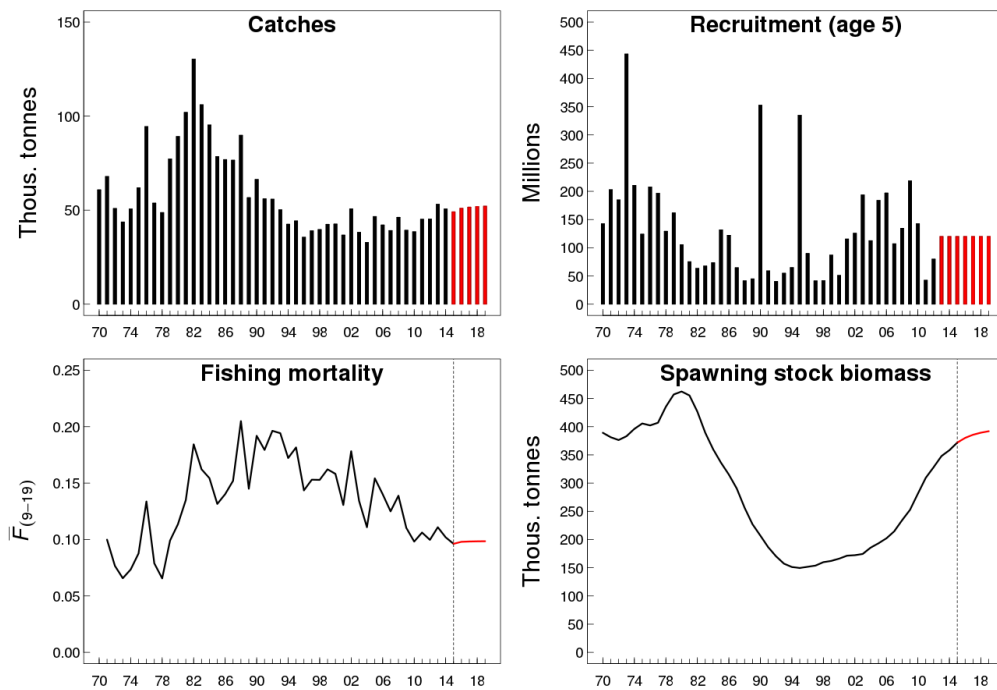 Catches
Thous. tonnes
150
100
50
0
70 74 78 82 86 90 94 98 02 06 10 14 18
Recruitment (age 5)
Millions
500
450
400
350
300
250
200
150
100
50
0
70 74 78 82 86 90 94 98 02 06 10 14 18
Fishing mortality
F̅(9−19)
0.25
0.20
0.15
0.10
0.05
0.00
70 74 78 82 86 90 94 98 02 06 10 14 18
Spawning stock biomass
Thous. tonnes
500
450
400
350
300
250
200
150
100
50
0
70 74 78 82 86 90 94 98 02 06 10 14 18